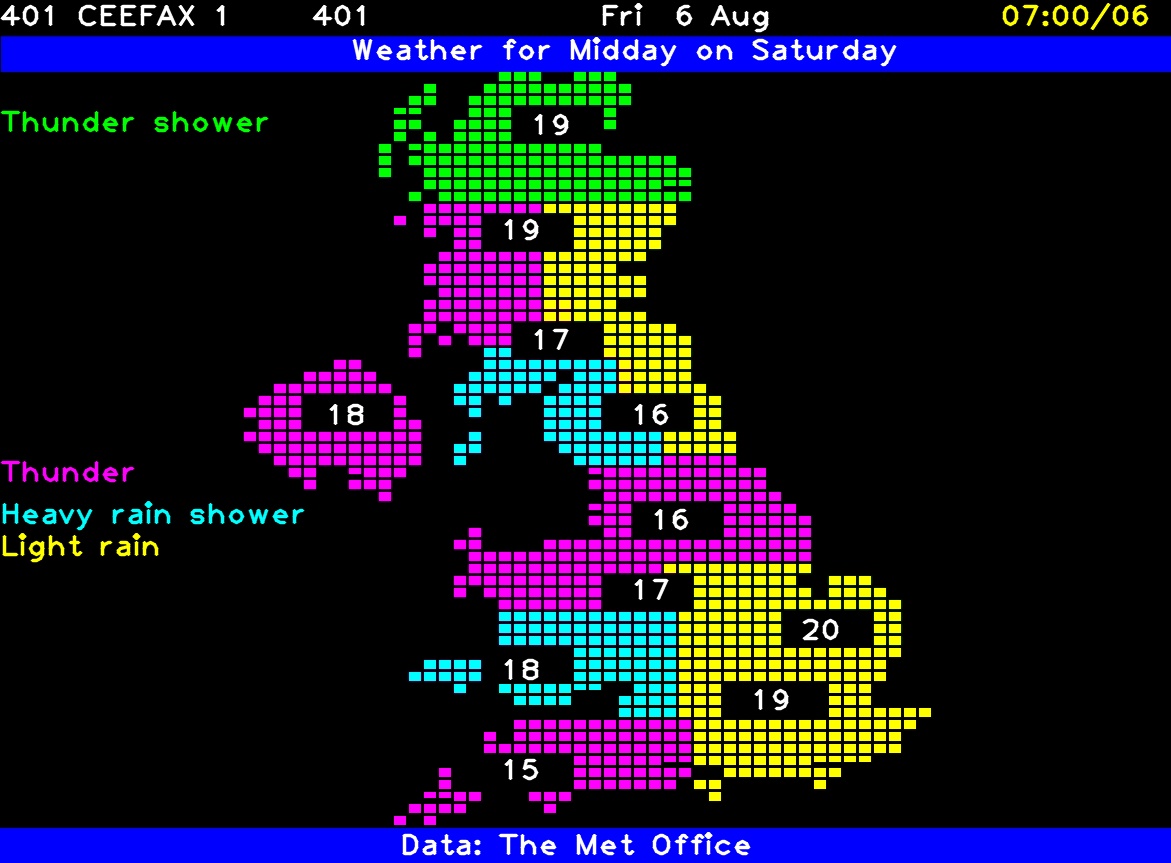 401 CEEFAX 1 401 Fri 6 Aug 07:00/06
Weather for Midday on Saturday
Thunder shower
19
19
17
18
16
Thunder
Heavy rain shower
16
Light rain
17
20
18
19
15
Data: The Met Office